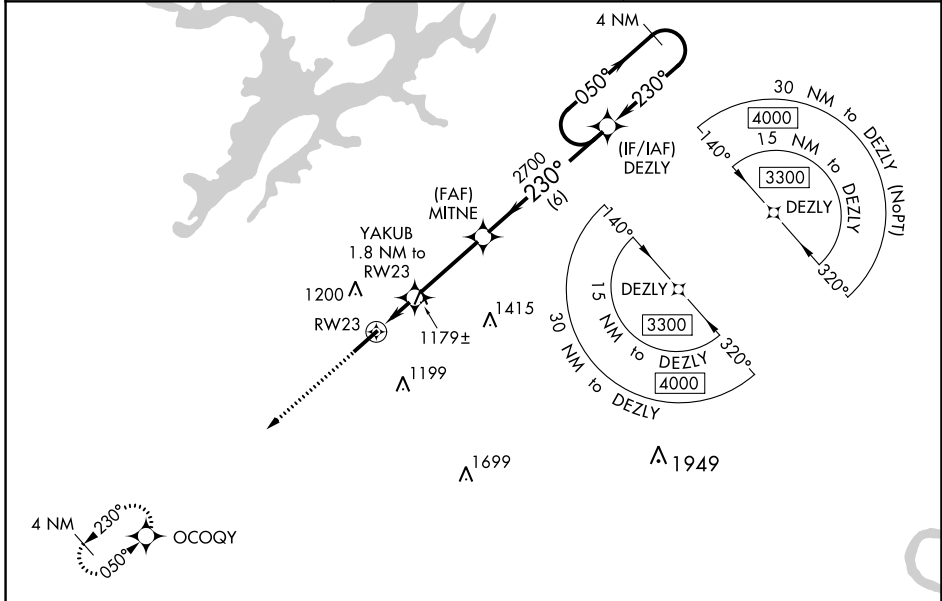 4 NM
050°
230°
(IF/IAF)
DEZLY
2700
230°
(6)
(FAF)
MITNE
YAKUB
1.8 NM to
RW23
1200
RW23
1179±
1415
1199
1699
1949
30 NM to DEZLY (NoPT)
4000
15 NM to DEZLY
3300
140°
DEZLY
320°
140°
DEZLY
15 NM to DEZLY
3300
320°
30 NM to DEZLY
4000
4 NM
230°
050°
OCOQY